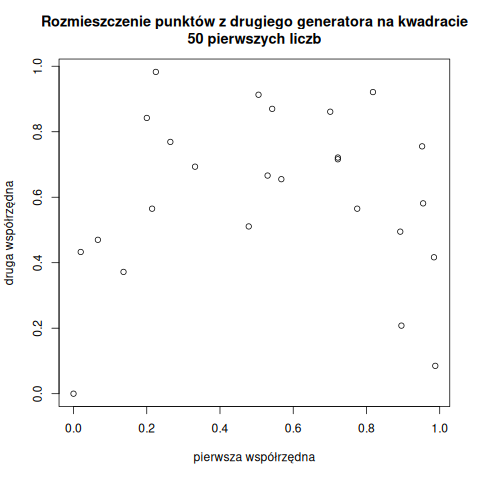 Rozmieszczenie punktów z drugiego generatora na kwadracie
50 pierwszych liczb
druga współrzędna
1.0
0.8
0.6
0.4
0.2
0.0
0.0 0.2 0.4 0.6 0.8 1.0
pierwsza współrzędna